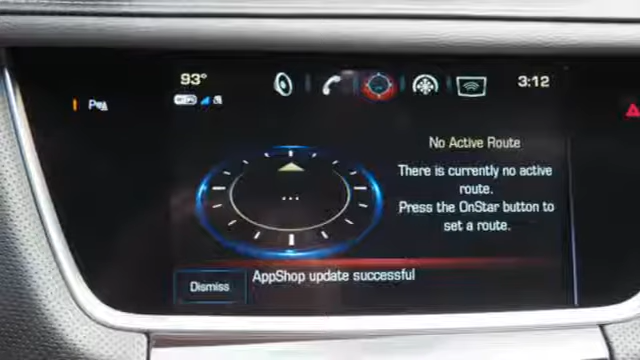 93° 3:12
No Active Route
There is currently no active
route.
Press the OnStar button to
set a route.
...
AppShop update successful
Dismiss